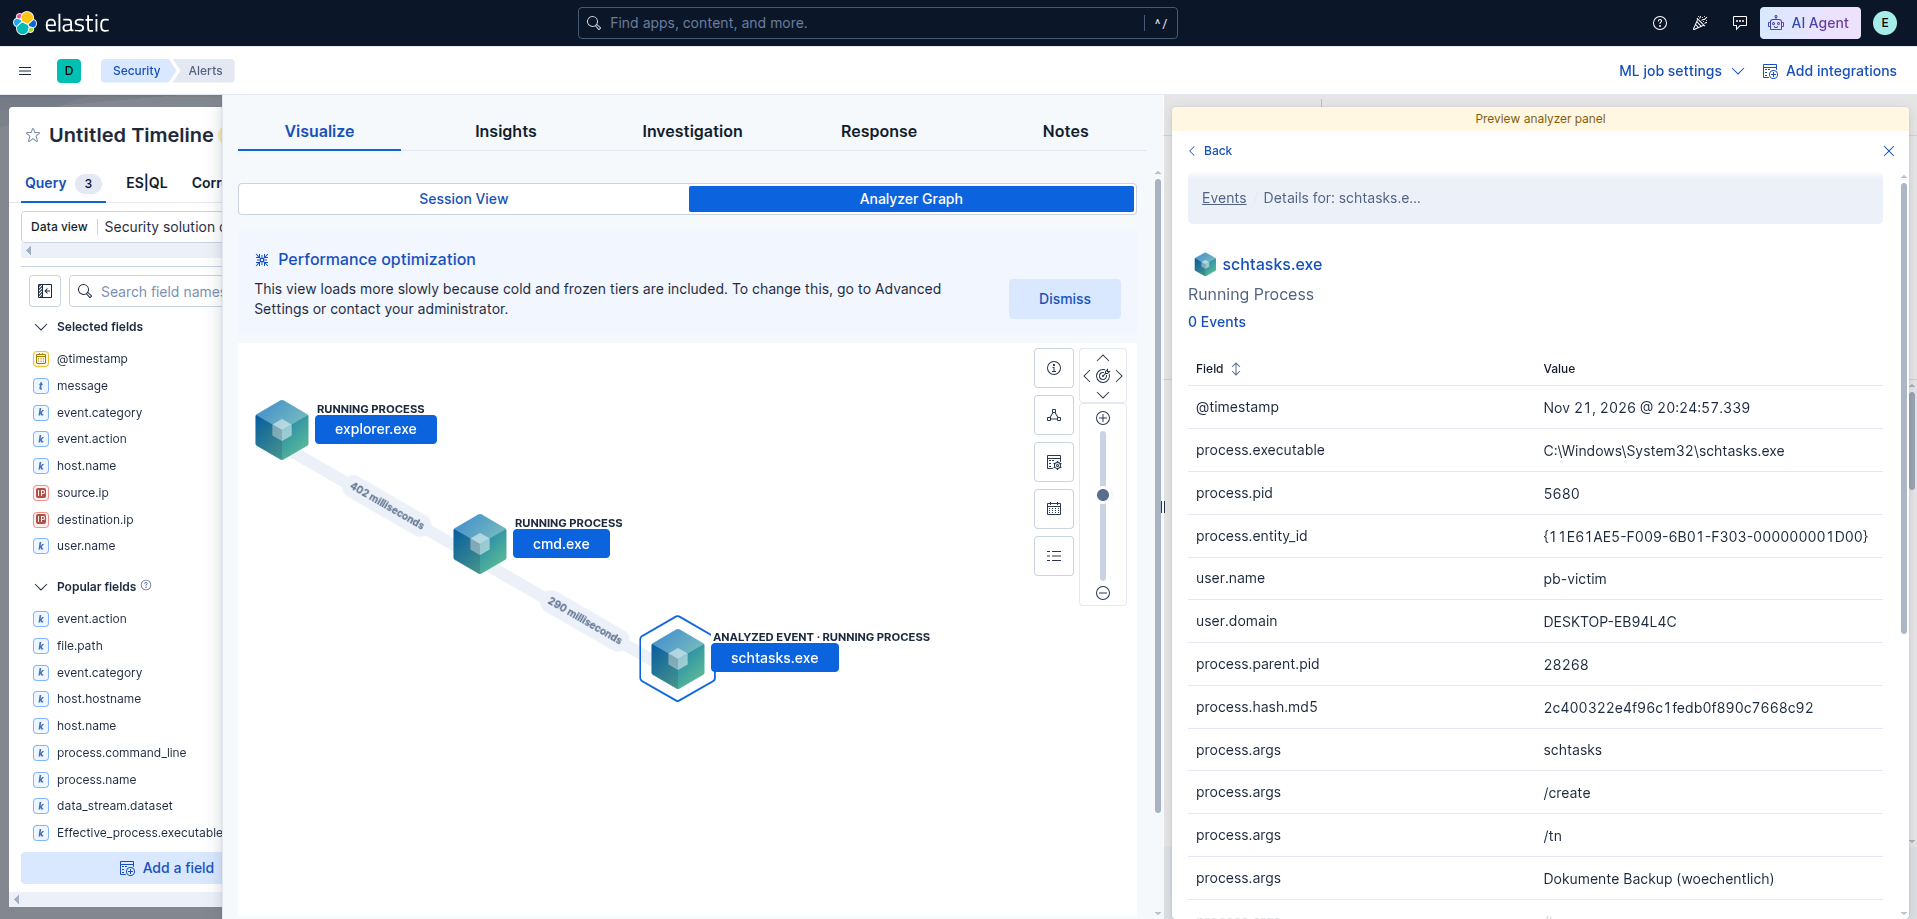 elastic
Find apps, content, and more.
^ /
AI Agent
E
D
Security
Alerts
ML job settings
Add integrations
Untitled Timeline
Query 3
ES|QL
Corr
Data view
Security solution
Search field names
Selected fields
@timestamp
message
event.category
event.action
host.name
source.ip
destination.ip
user.name
Popular fields
event.action
file.path
event.category
host.hostname
host.name
process.command_line
process.name
data_stream.dataset
Effective_process.executable
Add a field
Visualize
Insights
Investigation
Response
Notes
Session View
Analyzer Graph
Performance optimization
This view loads more slowly because cold and frozen tiers are included. To change this, go to Advanced
Settings or contact your administrator.
Dismiss
RUNNING PROCESS
explorer.exe
402 milliseconds
RUNNING PROCESS
cmd.exe
290 milliseconds
ANALYZED EVENT · RUNNING PROCESS
schtasks.exe
Preview analyzer panel
Back
Events
Details for: schtasks.e...
schtasks.exe
Running Process
0 Events
Field Value
@timestamp Nov 21, 2026 @ 20:24:57.339
process.executable C:\Windows\System32\schtasks.exe
process.pid 5680
process.entity_id {11E61AE5-F009-6B01-F303-000000001D00}
user.name pb-victim
user.domain DESKTOP-EB94L4C
process.parent.pid 28268
process.hash.md5 2c400322e4f96c1fedb0f890c7668c92
process.args schtasks
process.args /create
process.args /tn
process.args Dokumente Backup (woechentlich)